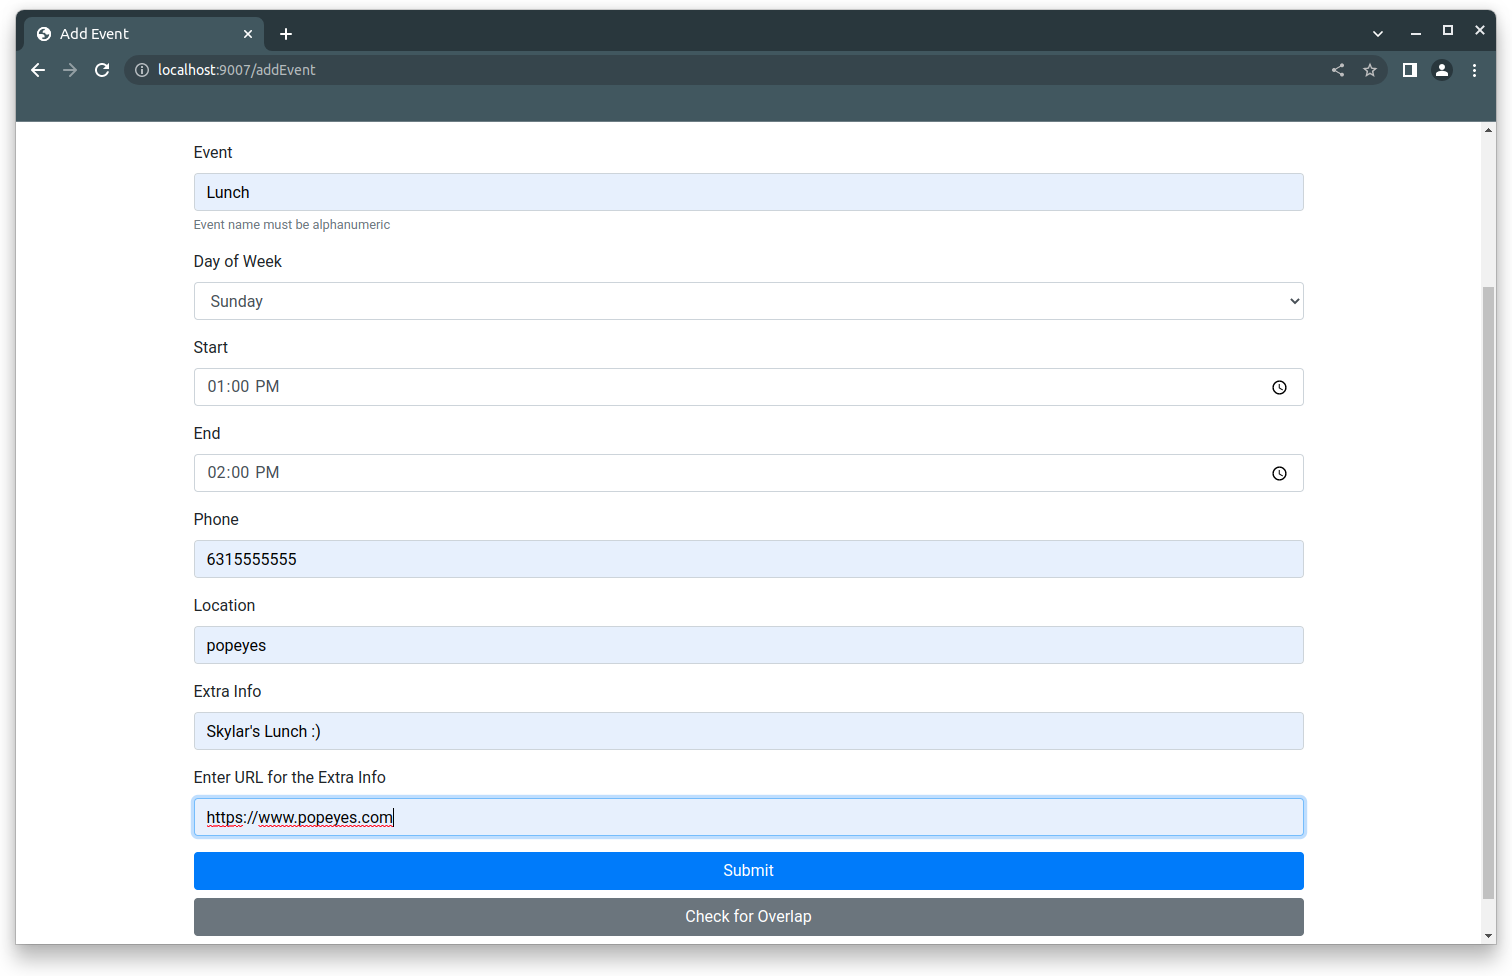 Add Event
localhost:9007/addEvent
Event
Lunch
Event name must be alphanumeric
Day of Week
Sunday
Start
01:00 PM
End
02:00 PM
Phone
6315555555
Location
popeyes
Extra Info
Skylar's Lunch :)
Enter URL for the Extra Info
https://www.popeyes.com
Submit
Check for Overlap